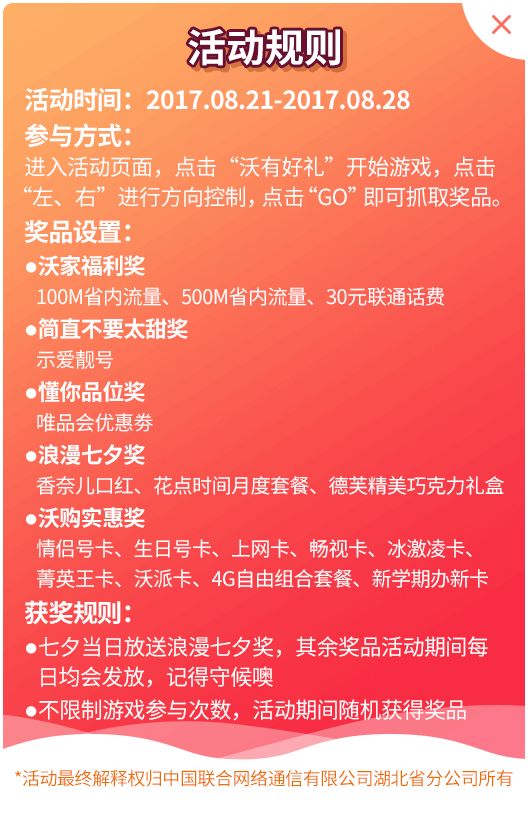 活动规则
活动时间：2017.08.21-2017.08.28
参与方式：
进入活动页面，点击“沃有好礼”开始游戏，点击
“左、右”进行方向控制，点击“GO”即可抓取奖品。
奖品设置：
●沃家福利奖
100M省内流量、500M省内流量、30元联通话费
●简直不要太甜奖
示爱靓号
●懂你品位奖
唯品会优惠劵
●浪漫七夕奖
香奈儿口红、花点时间月度套餐、德芙精美巧克力礼盒
●沃购实惠奖
情侣号卡、生日号卡、上网卡、畅视卡、冰激凌卡、
菁英王卡、沃派卡、4G自由组合套餐、新学期办新卡
获奖规则：
●七夕当日放送浪漫七夕奖，其余奖品活动期间每
日均会发放，记得守候噢
●不限制游戏参与次数，活动期间随机获得奖品
*活动最终解释权归中国联合网络通信有限公司湖北省分公司所有